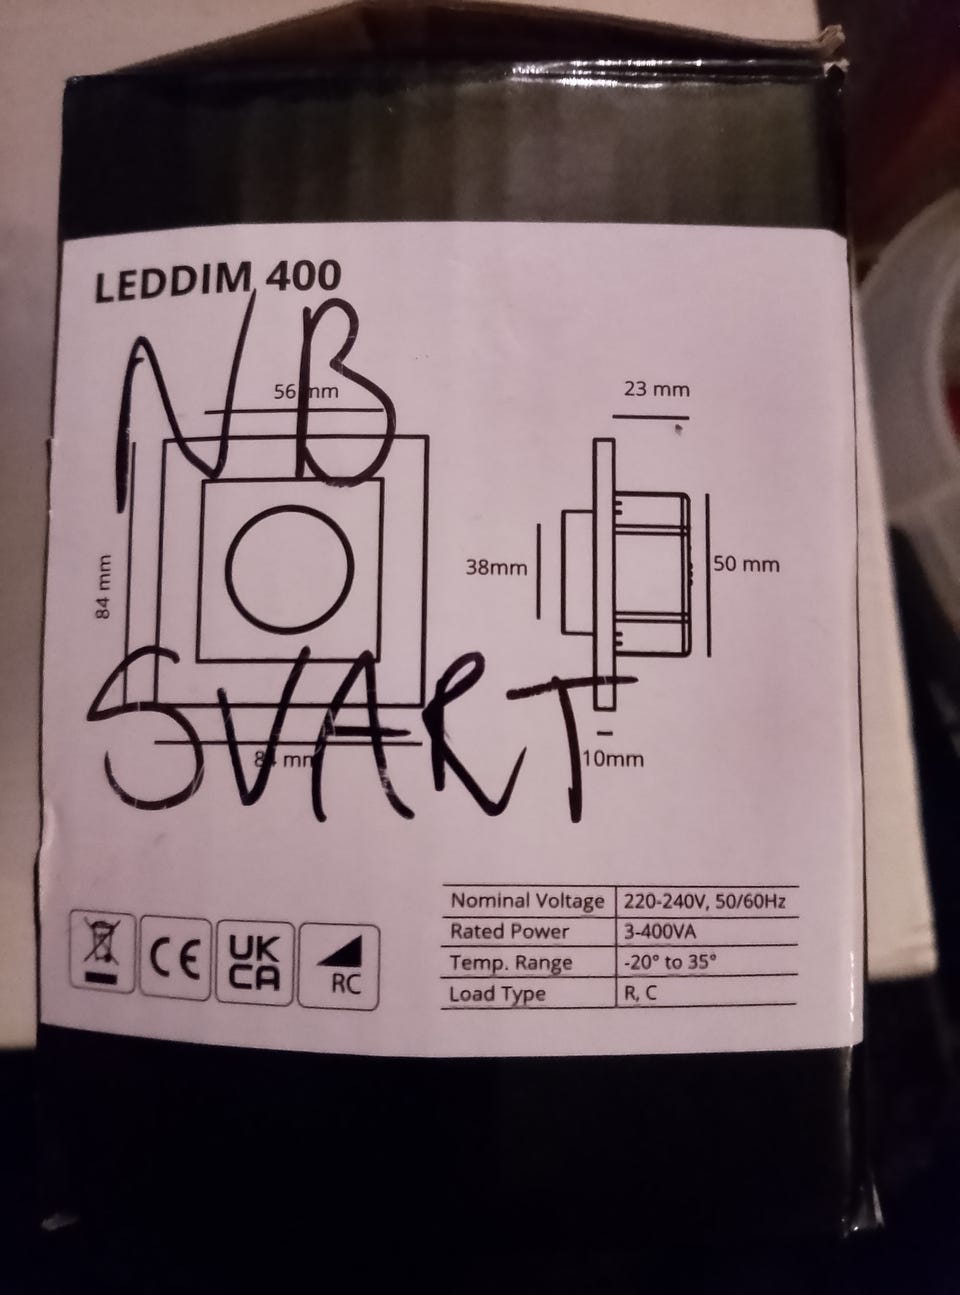 LEDDIM 400
NB
56 mm
23 mm
84 mm
38mm
50 mm
SVART
84 mm
10mm
CE
UK
CA
RC
Nominal Voltage 220-240V, 50/60Hz
Rated Power 3-400VA
Temp. Range -20° to 35°
Load Type R, C